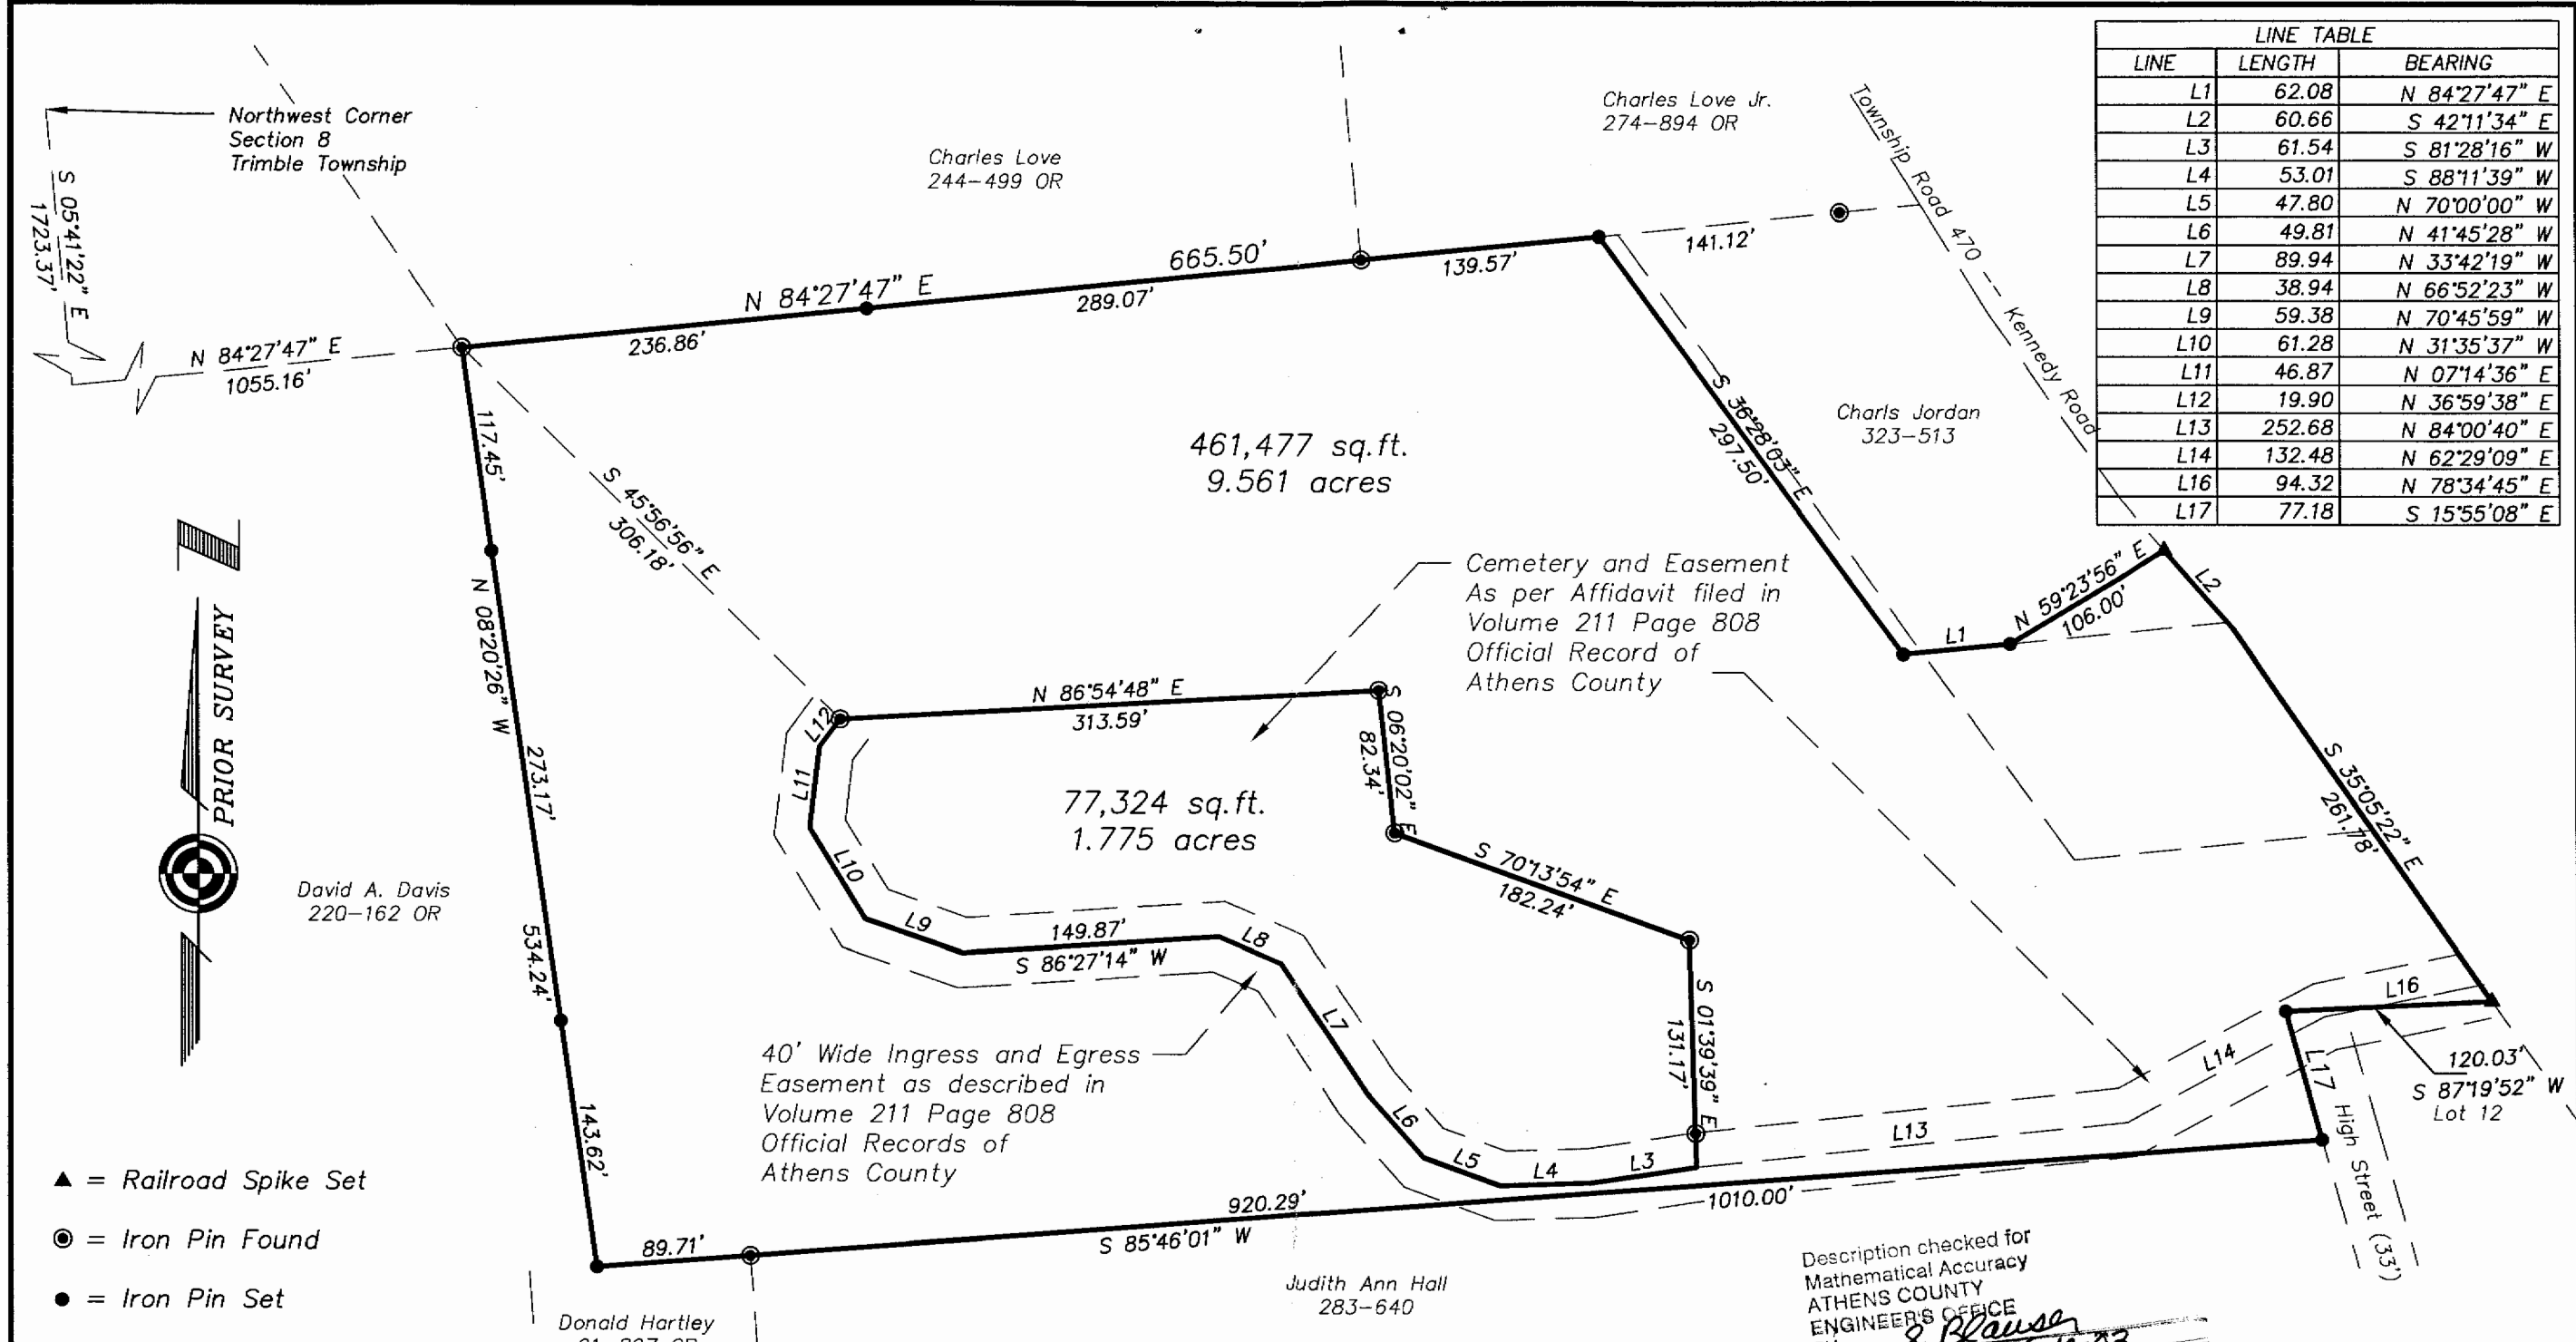 LINE TABLE
LINE LENGTH BEARING
L1 62.08 N 84°27'47" E
L2 60.66 S 42°11'34" E
L3 61.54 S 81°28'16" W
L4 53.01 S 88°11'39" W
L5 47.80 N 70°00'00" W
L6 49.81 N 41°45'28" W
L7 89.94 N 33°42'19" W
L8 38.94 N 66°52'23" W
L9 59.38 N 70°45'59" W
L10 61.28 N 31°35'37" W
L11 46.87 N 07°14'36" E
L12 19.90 N 36°59'38" E
L13 252.68 N 84°00'40" E
L14 132.48 N 62°29'09" E
L16 94.32 N 78°34'45" E
L17 77.18 S 15°55'08" E
Northwest Corner
Section 8
Trimble Township
S 05°41'22" E
1723.37'
N 84°27'47" E
1055.16'
Charles Love
244-499 OR
Charles Love Jr.
274-894 OR
Township Road 470 -- Kennedy Road
665.50'
N 84°27'47" E
236.86'
289.07'
139.57'
141.12'
S 36°28'03" E
297.50'
Charls Jordan
323-513
461,477 sq.ft.
9.561 acres
117.45'
N 08°20'26" W
273.17'
534.24'
143.62'
S 45°56'56" E
306.18'
PRIOR SURVEY
Cemetery and Easement
As per Affidavit filed in
Volume 211 Page 808
Official Record of
Athens County
L1
N 59°23'56" E
106.00'
L2
S 35°05'22" E
261.78'
N 86°54'48" E
313.59'
S 06°20'02" E
82.34'
L12
L11
L10
L9
77,324 sq.ft.
1.775 acres
S 70°13'54" E
182.24'
149.87'
S 86°27'14" W
L8
L7
L6
L5
L4
L3
S 01°39'39" E
131.17'
L13
L14
L16
L17
120.03'
S 87°19'52" W
Lot 12
High Street (33')
David A. Davis
220-162 OR
40' Wide Ingress and Egress
Easement as described in
Volume 211 Page 808
Official Records of
Athens County
▲ = Railroad Spike Set
= Iron Pin Found
● = Iron Pin Set
89.71'
920.29'
S 85°46'01" W
1010.00'
Donald Hartley
Judith Ann Hall
283-640
Description checked for
Mathematical Accuracy
ATHENS COUNTY
ENGINEER'S OFFICE
Blauser